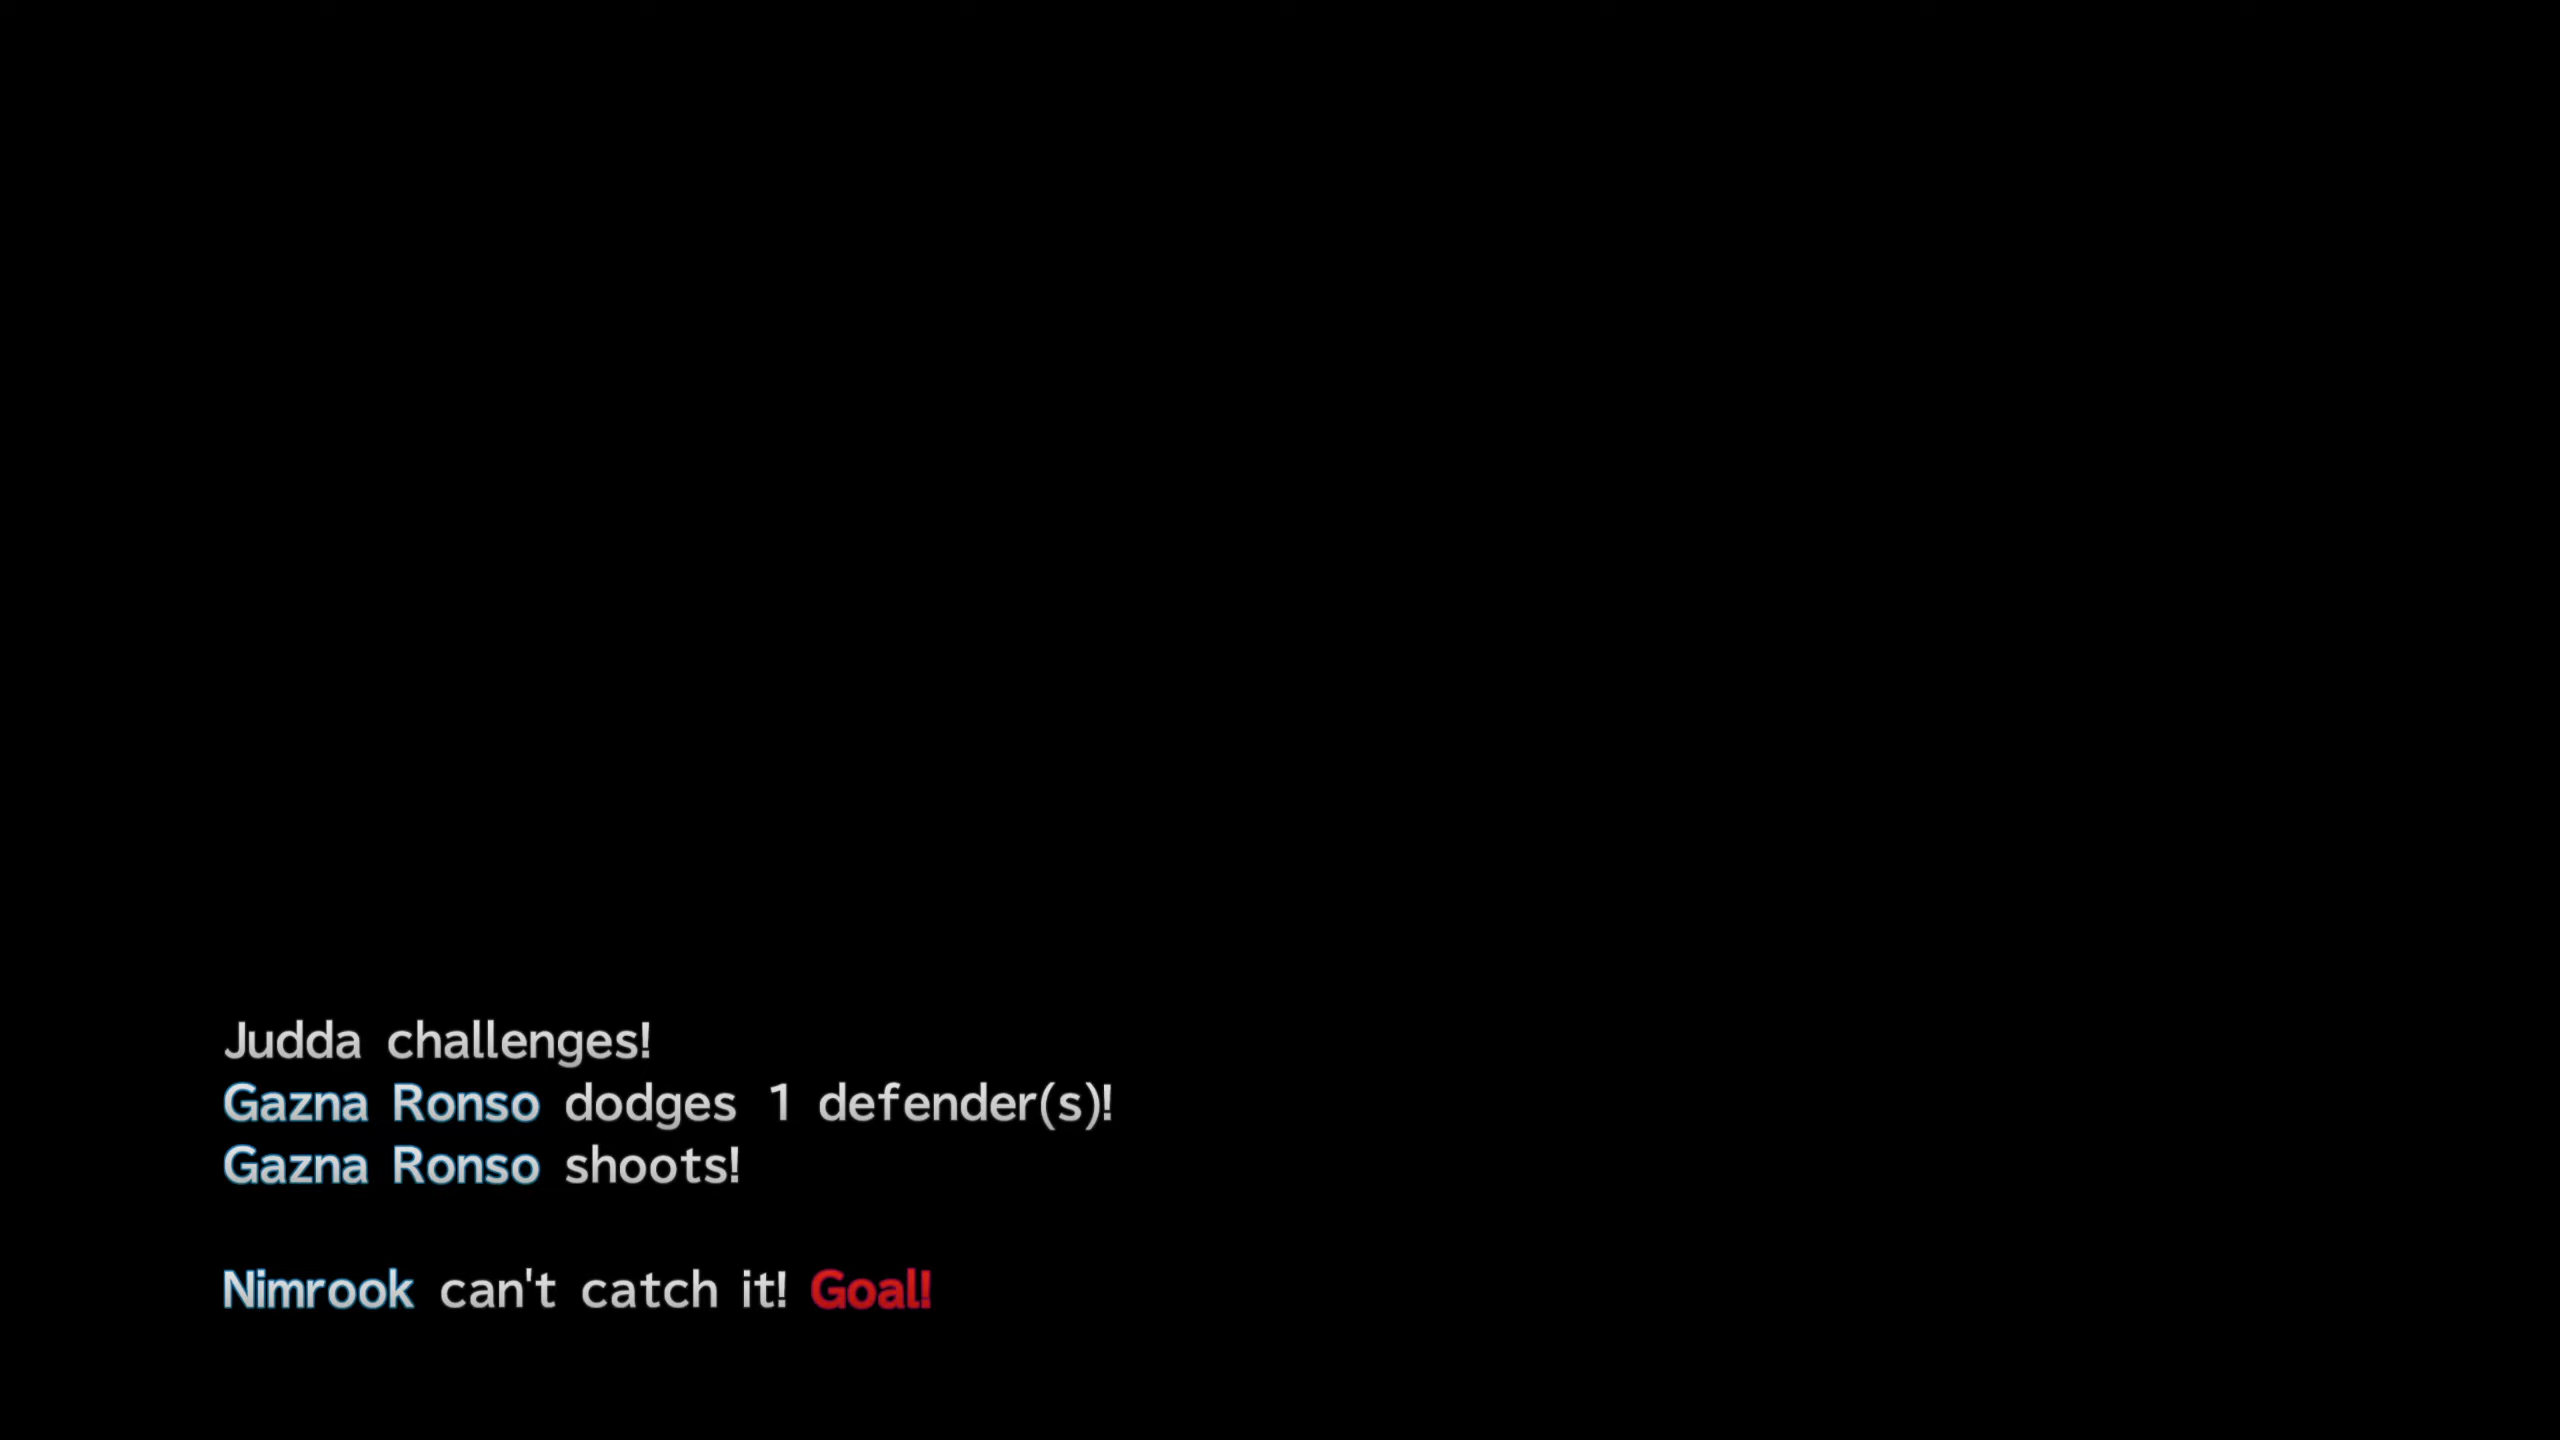 Judda challenges!
Gazna Ronso dodges 1 defender(s)!
Gazna Ronso shoots!
Nimrook can't catch it! Goal!